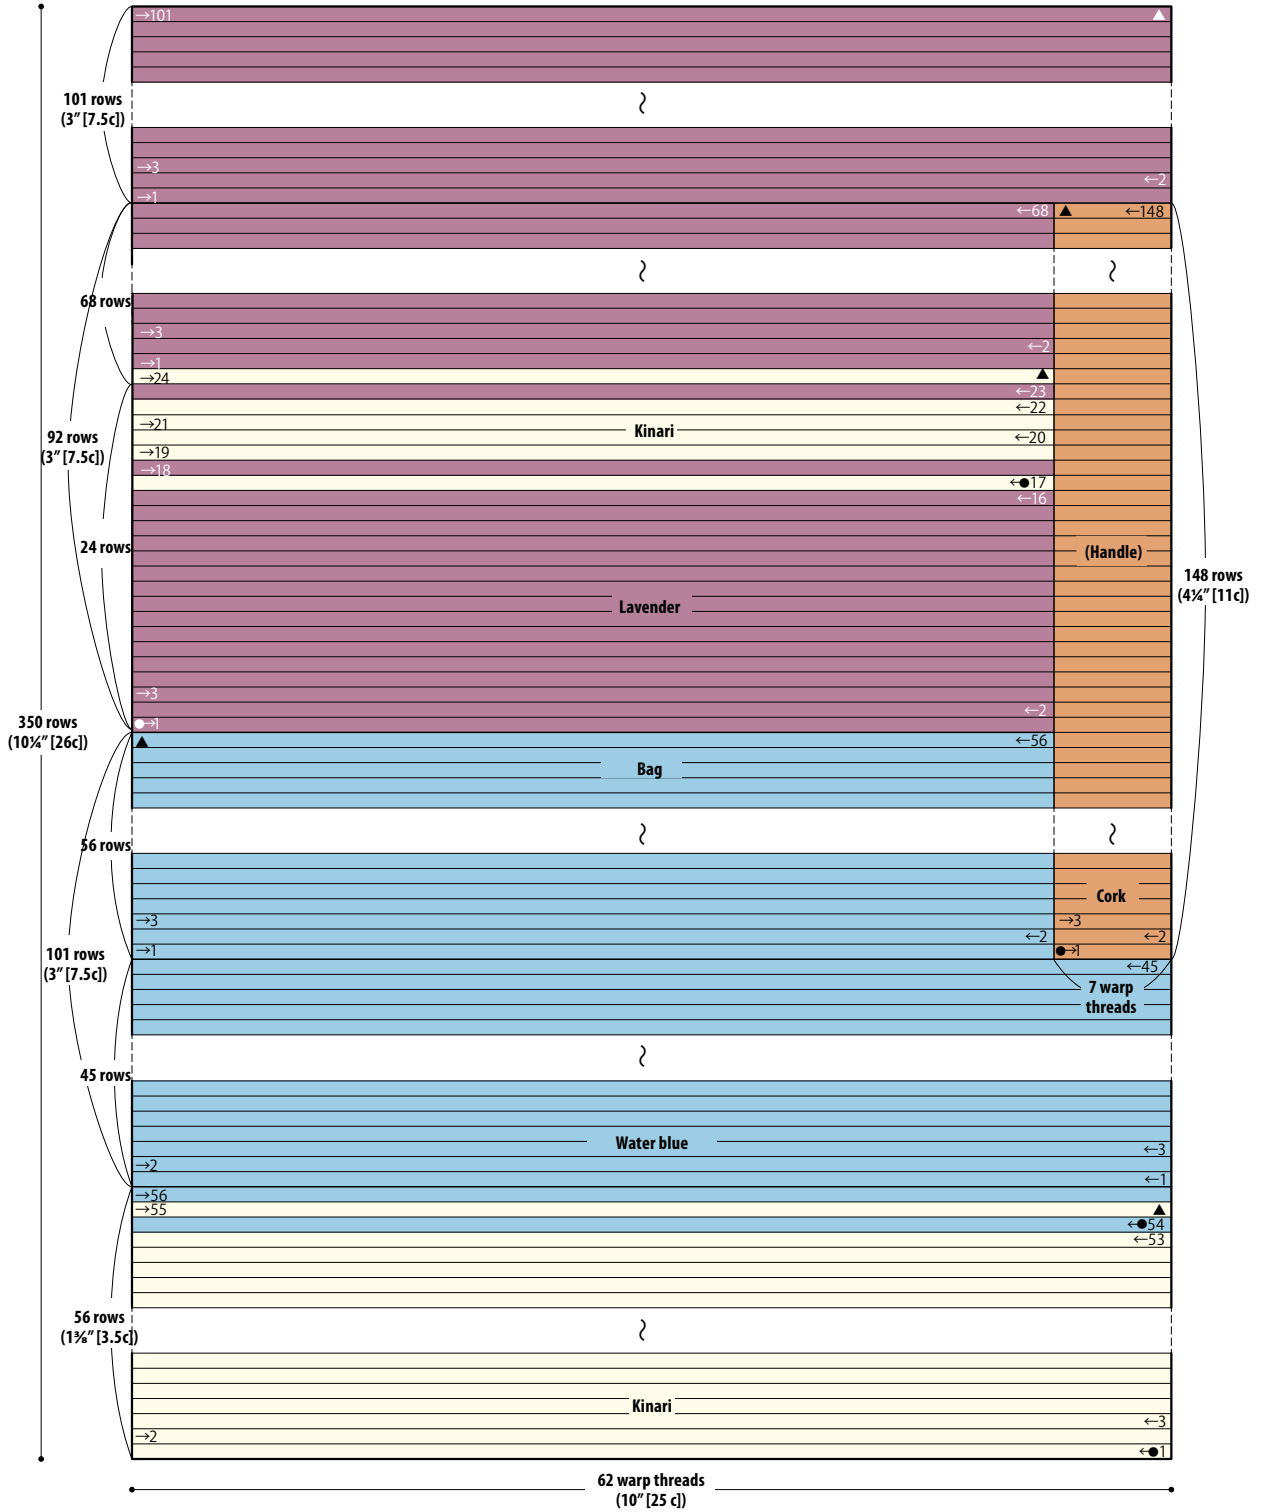 →101
101 rows
(3″ [7.5c])
→3
←2
→1
←68
←148
68 rows
→3
←2
→1
→24
←23
←22
→21
Kinari
←20
92 rows
(3″ [7.5c])
→19
→18
←●17
←16
24 rows
(Handle)
148 rows
(4¼″ [11c])
Lavender
→3
←2
●→1
350 rows
(10¼″ [26c])
←56
Bag
56 rows
Cork
→3
→3
←2
←2
→1
●→1
101 rows
(3″ [7.5c])
←45
7 warp
threads
45 rows
Water blue
←3
→2
←1
→56
→55
←●54
←53
56 rows
(1⅜″ [3.5c])
Kinari
←3
→2
←●1
62 warp threads
(10″ [25 c])